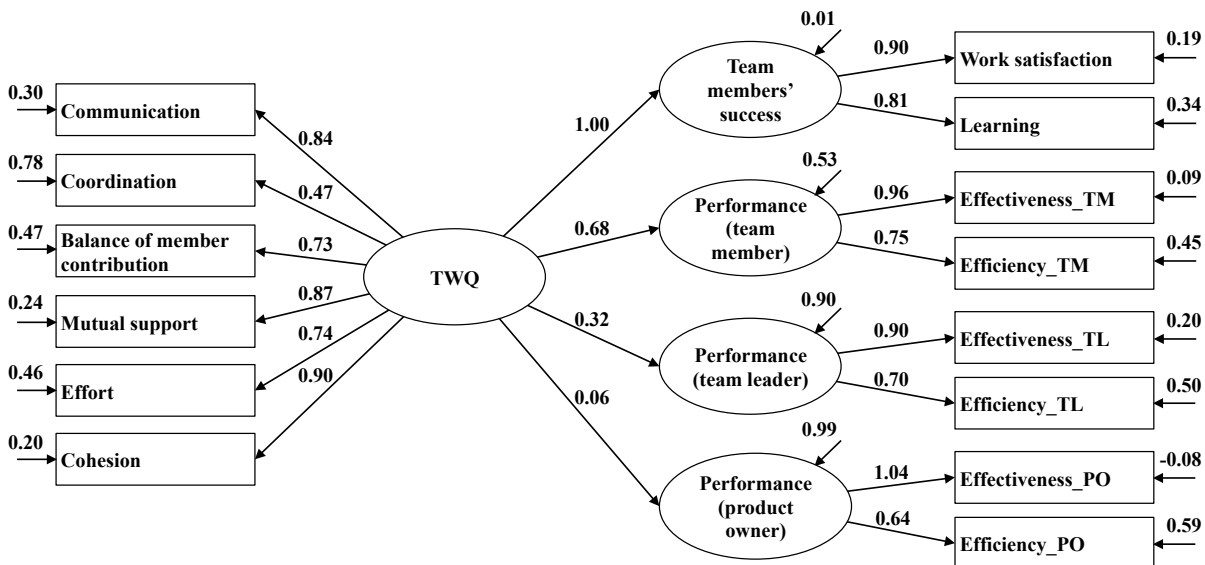 0.30
Communication
0.84
0.78
Coordination
0.47
0.47
Balance of member
contribution
0.73
0.24
Mutual support
0.87
0.46
Effort
0.74
0.20
Cohesion
0.90
TWQ
1.00
0.68
0.32
0.06
0.01
Team
members'
success
0.90
Work satisfaction
0.19
0.81
Learning
0.34
0.53
Performance
(team
member)
0.96
Effectiveness_TM
0.09
0.75
Efficiency_TM
0.45
0.90
Performance
(team leader)
0.90
Effectiveness_TL
0.20
0.70
Efficiency_TL
0.50
0.99
Performance
(product
owner)
1.04
Effectiveness_PO
-0.08
0.64
Efficiency_PO
0.59